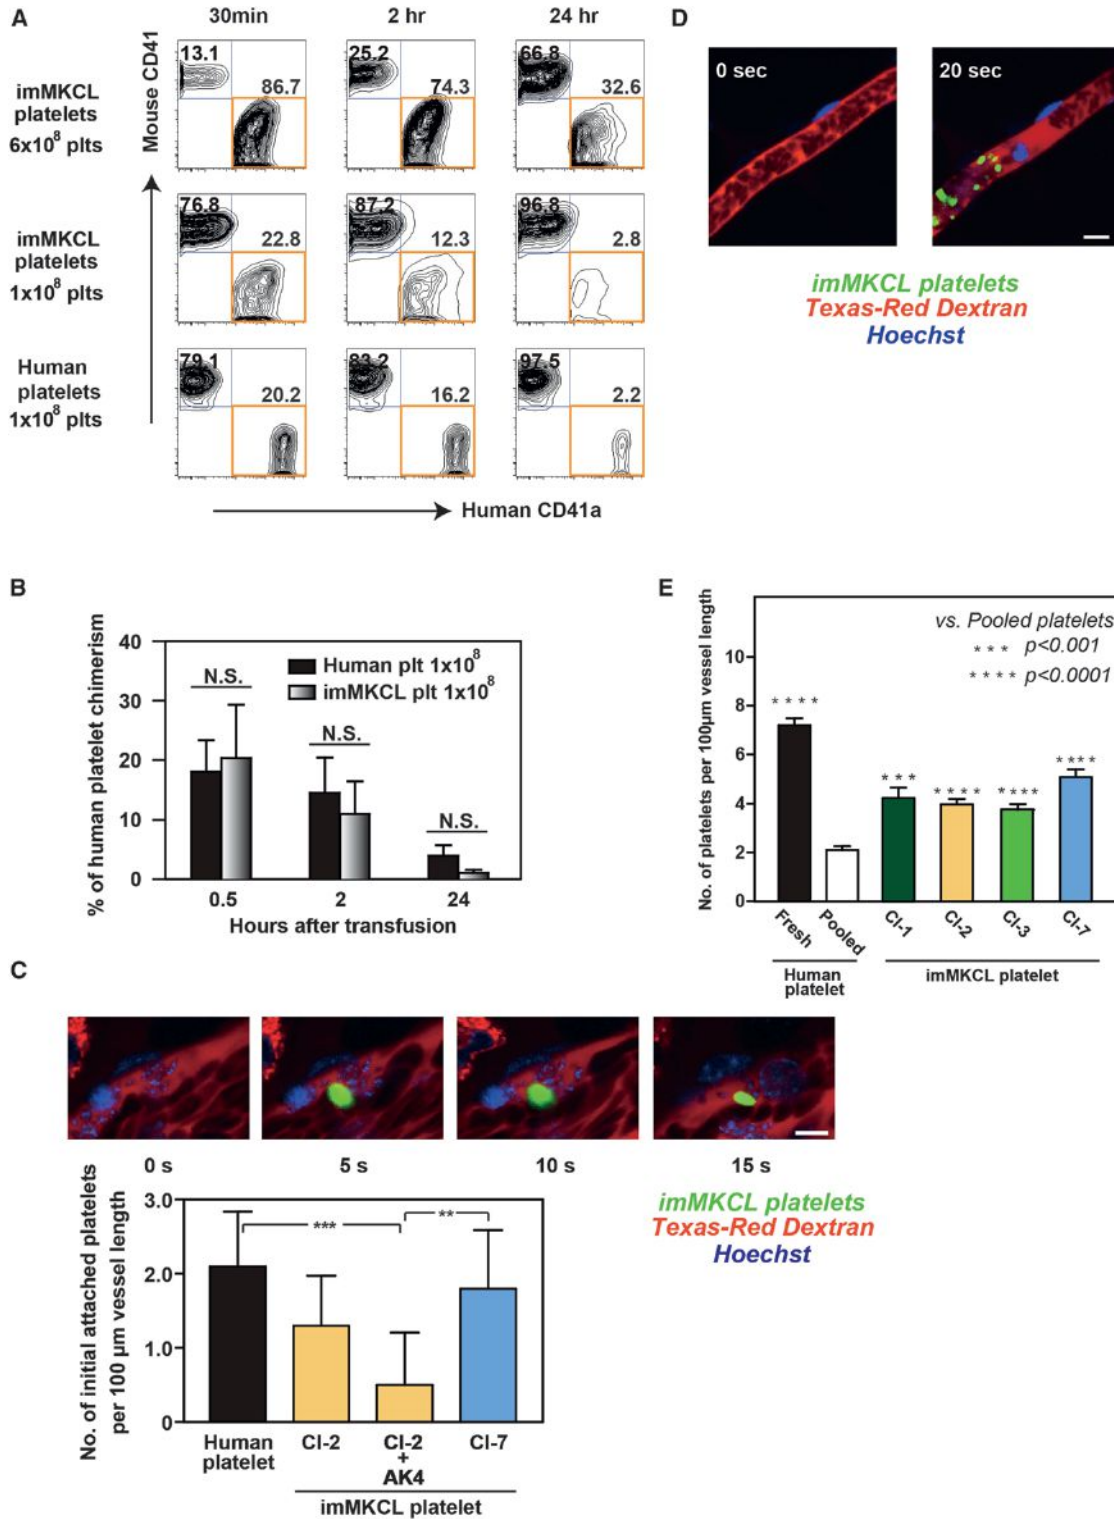 A
30min
2 hr
24 hr
Mouse CD41
imMKCL
platelets
6x10⁸ plts
13.1
86.7
25.2
74.3
66.8
32.6
imMKCL
platelets
1x10⁸ plts
76.8
22.8
87.2
12.3
96.8
2.8
Human
platelets
1x10⁸ plts
79.1
20.2
83.2
16.2
97.5
2.2
Human CD41a
D
0 sec
20 sec
imMKCL platelets
Texas-Red Dextran
Hoechst
B
% of human platelet chimerism
40
30
20
10
0
Human plt 1x10⁸
imMKCL plt 1x10⁸
N.S.
N.S.
N.S.
0.5
2
24
Hours after transfusion
E
No. of platelets per 100µm vessel length
10
8
6
4
2
0
vs. Pooled platelets
*** p<0.001
**** p<0.0001
****
***
****
****
****
Fresh
Pooled
Cl-1
Cl-2
Cl-3
Cl-7
Human
platelet
imMKCL platelet
C
0 s
5 s
10 s
15 s
imMKCL platelets
Texas-Red Dextran
Hoechst
No. of initial attached platelets
per 100 µm vessel length
3.0
2.0
1.0
0
***
**
Human
platelet
Cl-2
Cl-2
+
AK4
Cl-7
imMKCL platelet